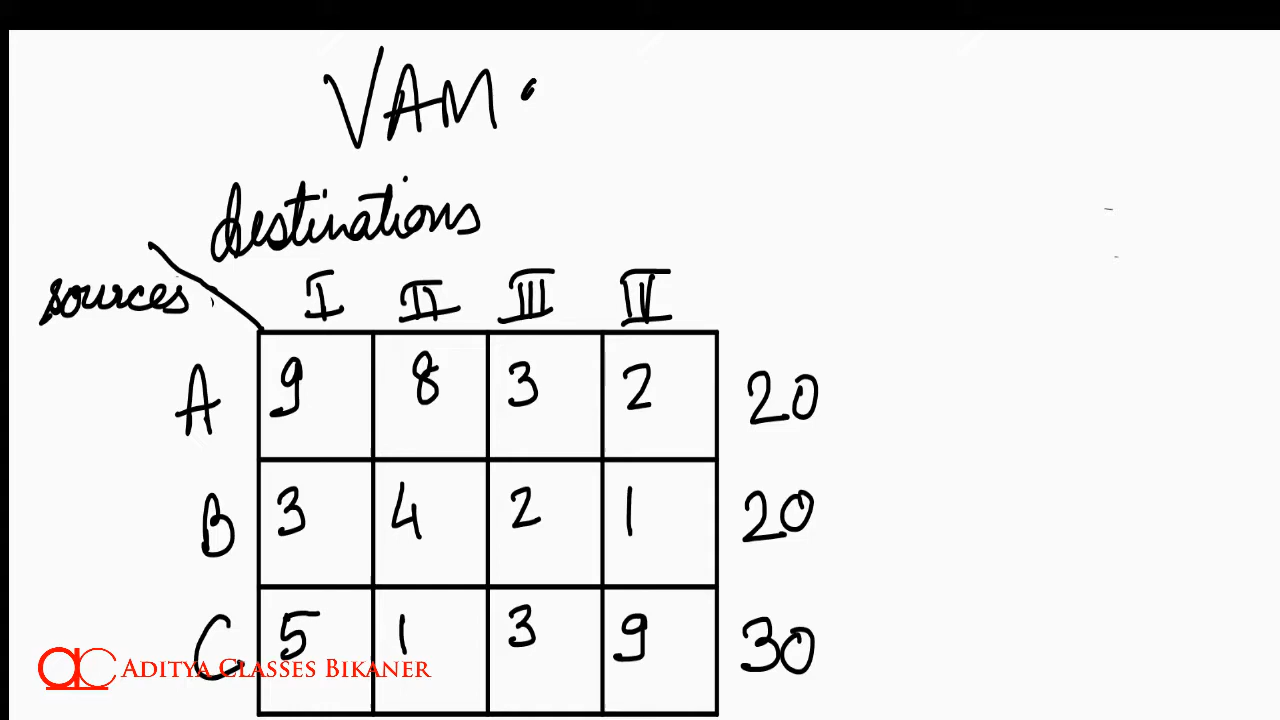 VAM.
destinations
sources
I II III IV
A 9 8 3 2 20
B 3 4 2 1 20
C 5 1 3 9 30
ac ADITYA CLASSES BIKANER